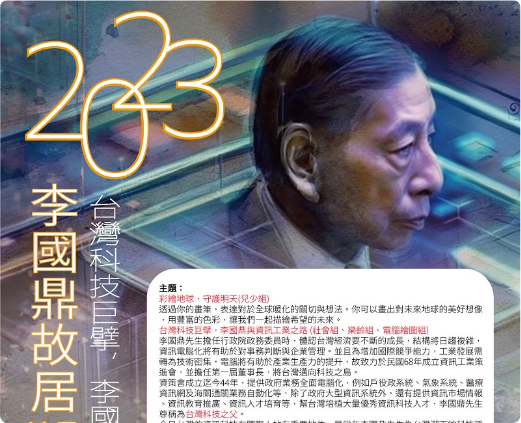 2023
李國鼎故居
台灣科技巨擘，李國
主題：
彩繪地球、守護明天(兒少組)
透過你的畫筆，表達對於全球暖化的關切與想法。你可以畫出對未來地球的美好想像
，用豐富的色彩，讓我們一起描繪希望的未來。
台灣科技巨擘，李國鼎與資訊工業之路 (社會組、樂齡組、電腦繪圖組)
李國鼎先生擔任行政院政務委員時，體認台灣經濟要不斷的成長，結構將日趨複雜，
資訊電腦化將有助於對事務判斷與企業管理。並且為增加國際競爭能力，工業發展需
轉為技術密集，電腦將有助於產業生產力的提升，故致力於民國68年成立資訊工業策
進會，並擔任第一屆董事長，將台灣邁向科技之島。
資策會成立迄今44年，提供政府業務全面電腦化，例如戶役政系統、氣象系統、醫療
資訊網及海關通關業務自動化等，除了政府大型資訊系統外，還有提供資訊市場情報
、資訊教育推廣、資訊人才培育等，幫台灣培植大量優秀資訊科技人才，李國鼎先生
尊稱為台灣科技之父。